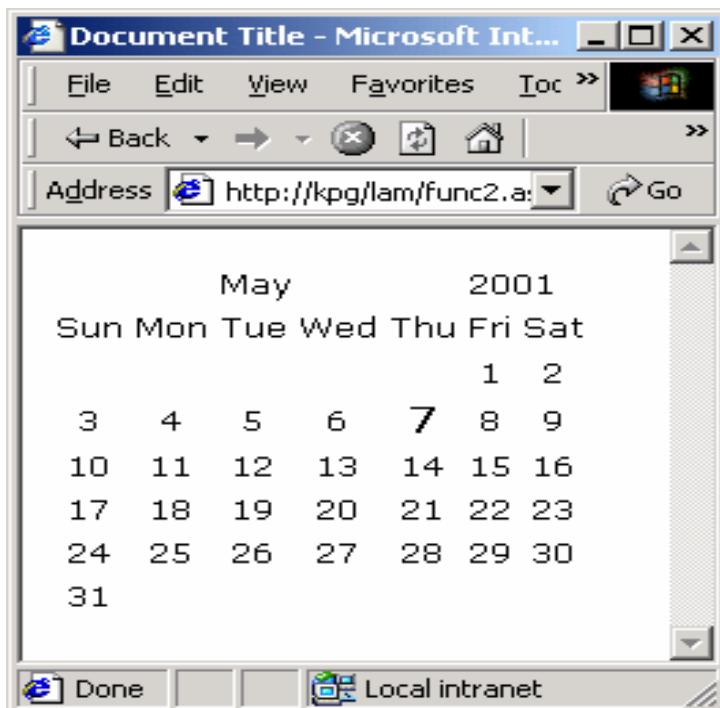 Document Title - Microsoft Int...
File Edit View Favorites Toc »
Back »
Address http://kpg/lam/func2.a: Go
May 2001
Sun Mon Tue Wed Thu Fri Sat
1 2
3 4 5 6 7 8 9
10 11 12 13 14 15 16
17 18 19 20 21 22 23
24 25 26 27 28 29 30
31
Done Local intranet